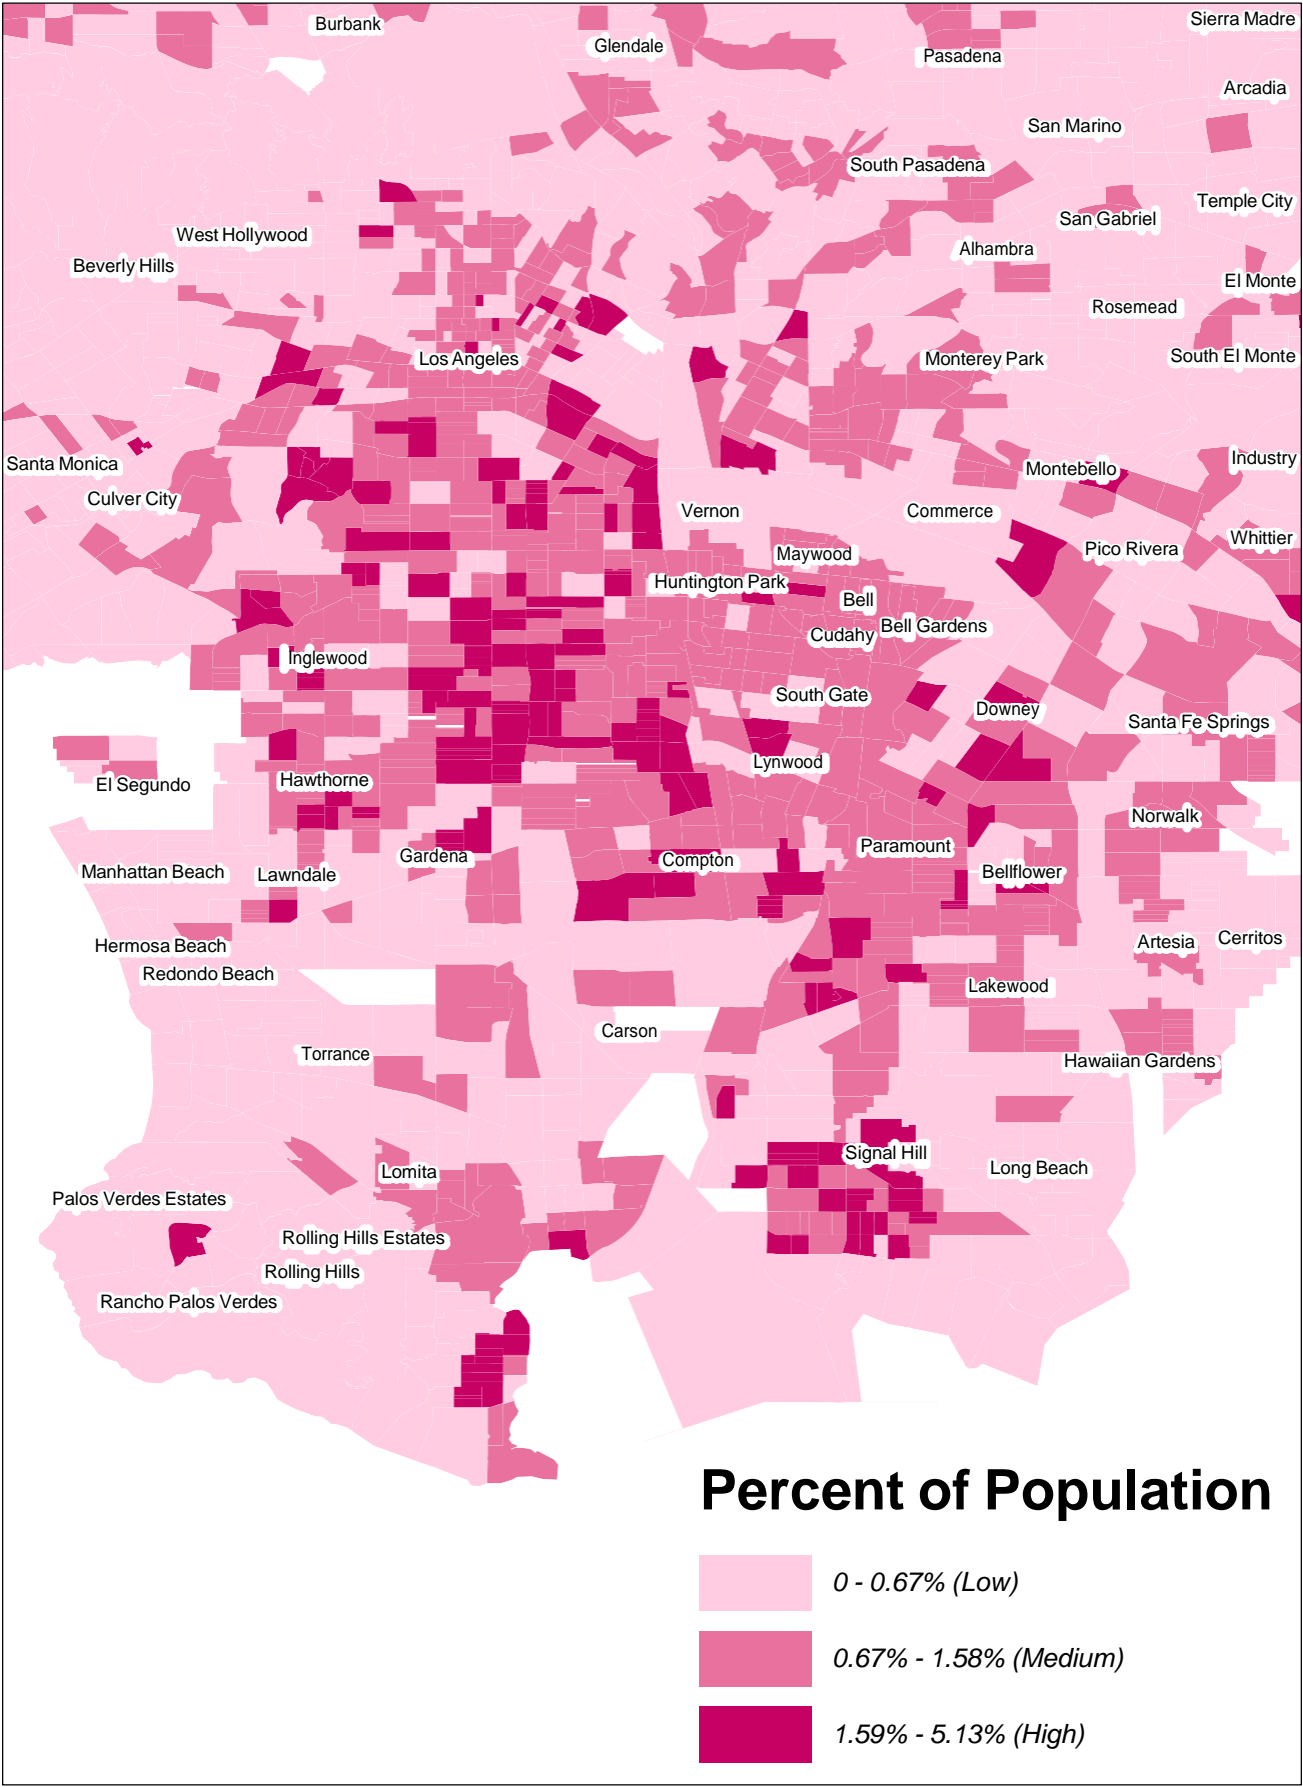 Burbank
Sierra Madre
Glendale
Pasadena
Arcadia
San Marino
South Pasadena
Temple City
San Gabriel
West Hollywood
Alhambra
Beverly Hills
El Monte
Rosemead
Los Angeles
Monterey Park
South El Monte
Santa Monica
Montebello
Industry
Culver City
Vernon
Commerce
Whittier
Pico Rivera
Maywood
Huntington Park
Bell
Bell Gardens
Cudahy
Inglewood
South Gate
Downey
Santa Fe Springs
Lynwood
Hawthorne
El Segundo
Norwalk
Paramount
Gardena
Compton
Manhattan Beach
Lawndale
Bellflower
Hermosa Beach
Artesia
Cerritos
Redondo Beach
Lakewood
Carson
Torrance
Hawaiian Gardens
Signal Hill
Long Beach
Lomita
Palos Verdes Estates
Rolling Hills Estates
Rolling Hills
Rancho Palos Verdes
Percent of Population
0 - 0.67% (Low)
0.67% - 1.58% (Medium)
1.59% - 5.13% (High)